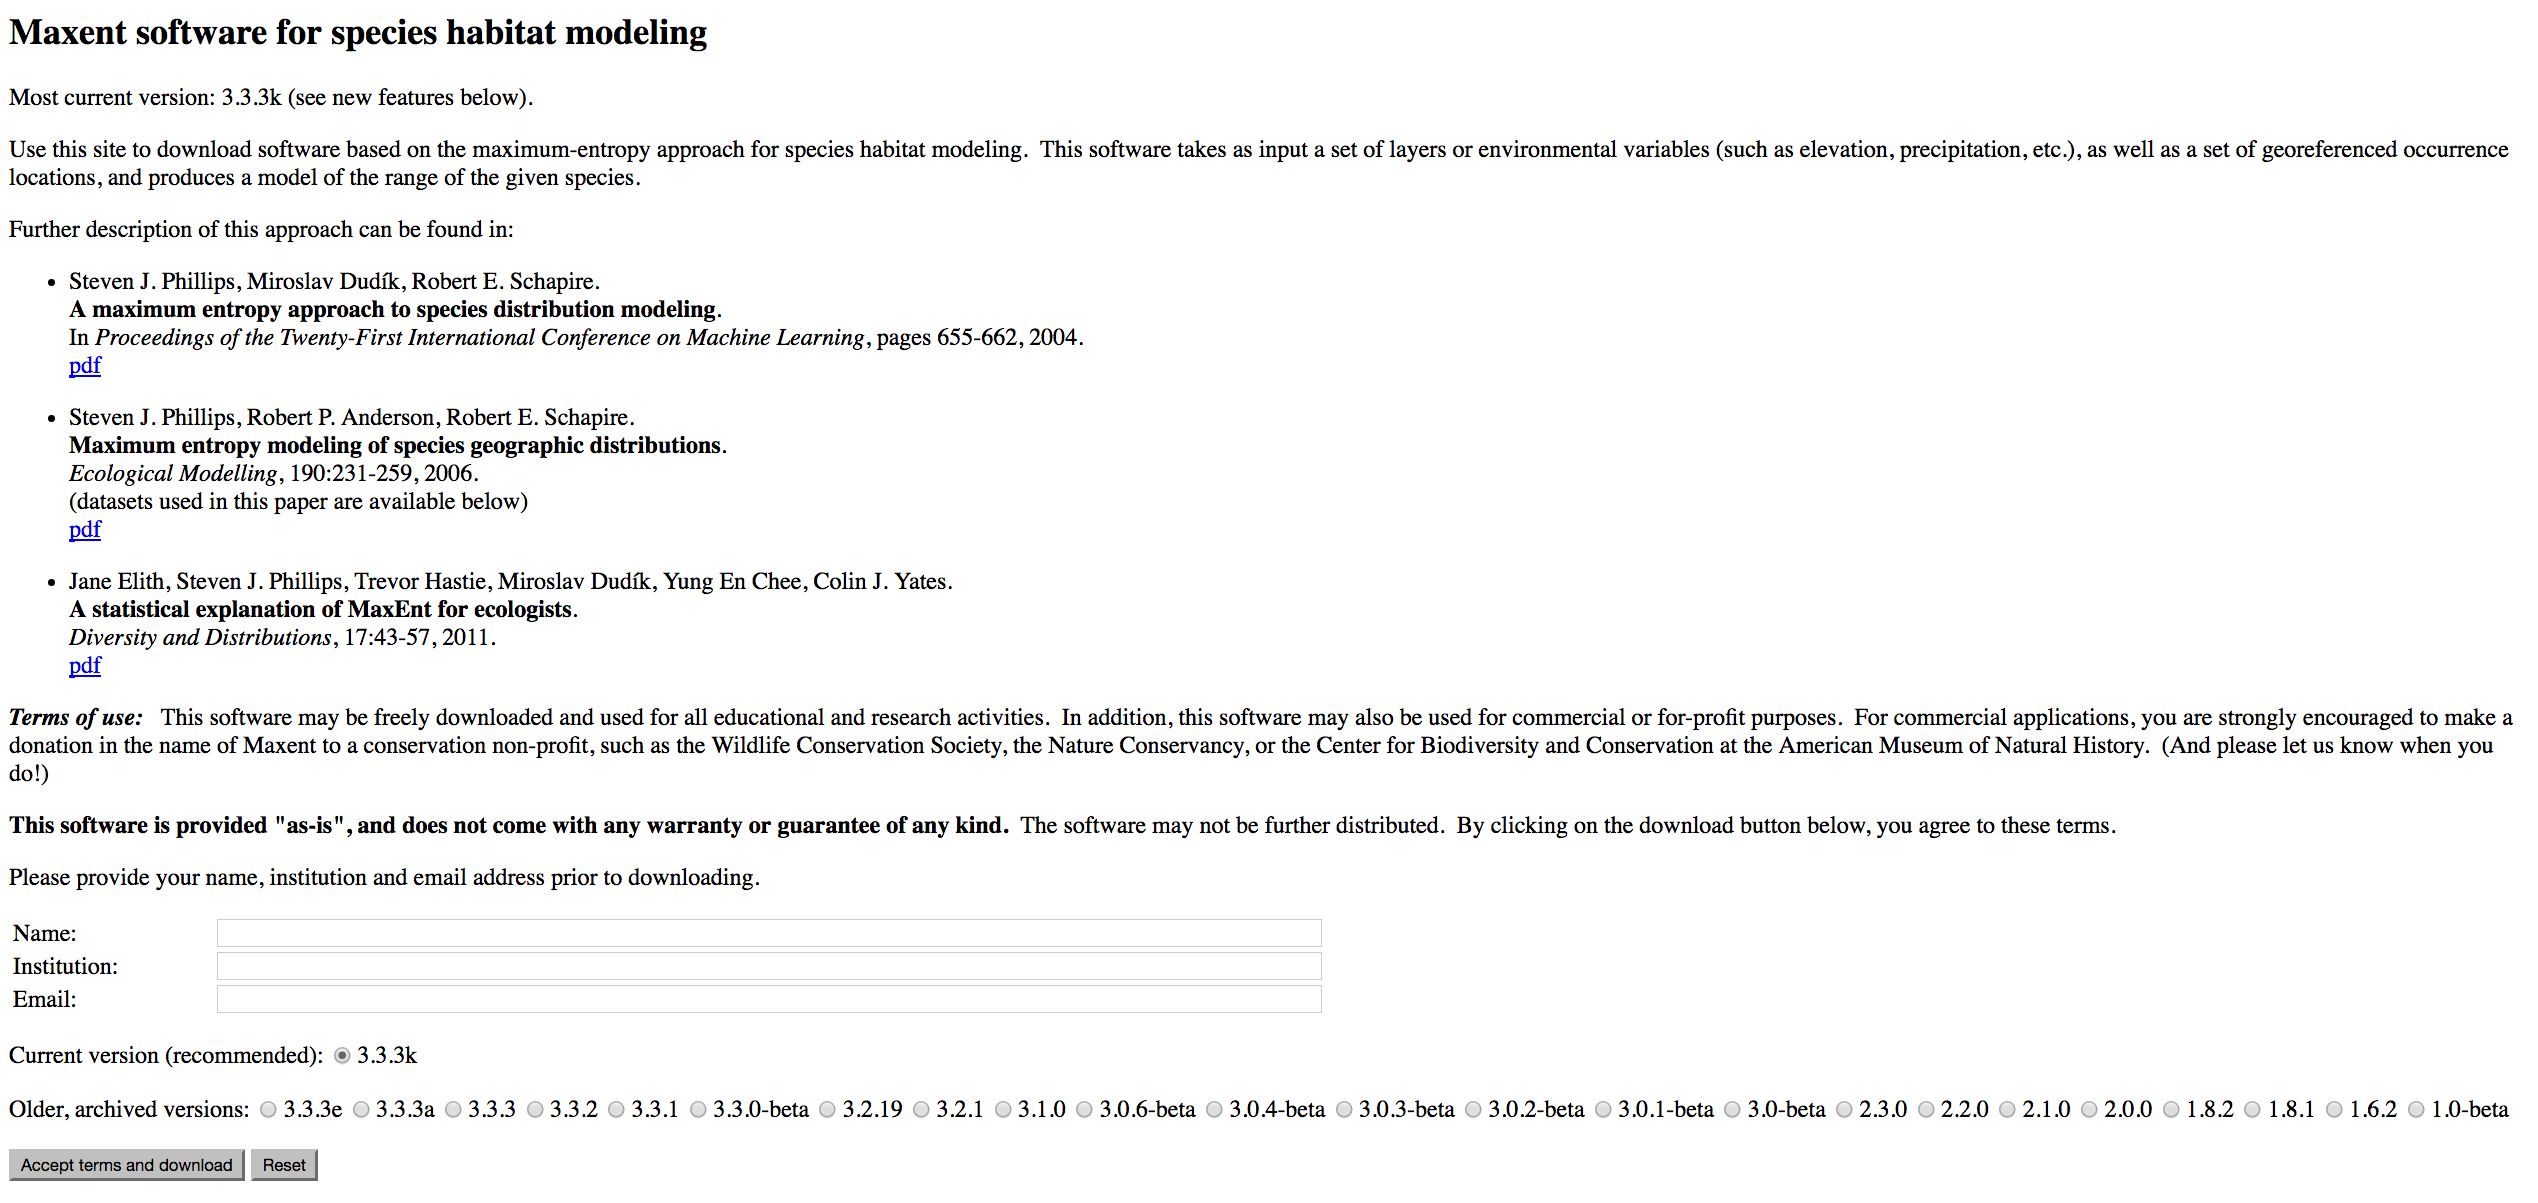 Maxent software for species habitat modeling
Most current version: 3.3.3k (see new features below).
Use this site to download software based on the maximum-entropy approach for species habitat modeling.  This software takes as input a set of layers or environmental variables (such as elevation, precipitation, etc.), as well as a set of georeferenced occurrence
locations, and produces a model of the range of the given species.
Further description of this approach can be found in:
• Steven J. Phillips, Miroslav Dudík, Robert E. Schapire.
A maximum entropy approach to species distribution modeling.
In Proceedings of the Twenty-First International Conference on Machine Learning, pages 655-662, 2004.
pdf
• Steven J. Phillips, Robert P. Anderson, Robert E. Schapire.
Maximum entropy modeling of species geographic distributions.
Ecological Modelling, 190:231-259, 2006.
(datasets used in this paper are available below)
pdf
• Jane Elith, Steven J. Phillips, Trevor Hastie, Miroslav Dudík, Yung En Chee, Colin J. Yates.
A statistical explanation of MaxEnt for ecologists.
Diversity and Distributions, 17:43-57, 2011.
pdf
Terms of use:  This software may be freely downloaded and used for all educational and research activities.  In addition, this software may also be used for commercial or for-profit purposes.  For commercial applications, you are strongly encouraged to make a
donation in the name of Maxent to a conservation non-profit, such as the Wildlife Conservation Society, the Nature Conservancy, or the Center for Biodiversity and Conservation at the American Museum of Natural History.  (And please let us know when you
do!)
This software is provided "as-is", and does not come with any warranty or guarantee of any kind.  The software may not be further distributed.  By clicking on the download button below, you agree to these terms.
Please provide your name, institution and email address prior to downloading.
Name:
Institution:
Email:
Current version (recommended): 3.3.3k
Older, archived versions: 3.3.3e 3.3.3a 3.3.3 3.3.2 3.3.1 3.3.0-beta 3.2.19 3.2.1 3.1.0 3.0.6-beta 3.0.4-beta 3.0.3-beta 3.0.2-beta 3.0.1-beta 3.0-beta 2.3.0 2.2.0 2.1.0 2.0.0 1.8.2 1.8.1 1.6.2 1.0-beta
Accept terms and download Reset